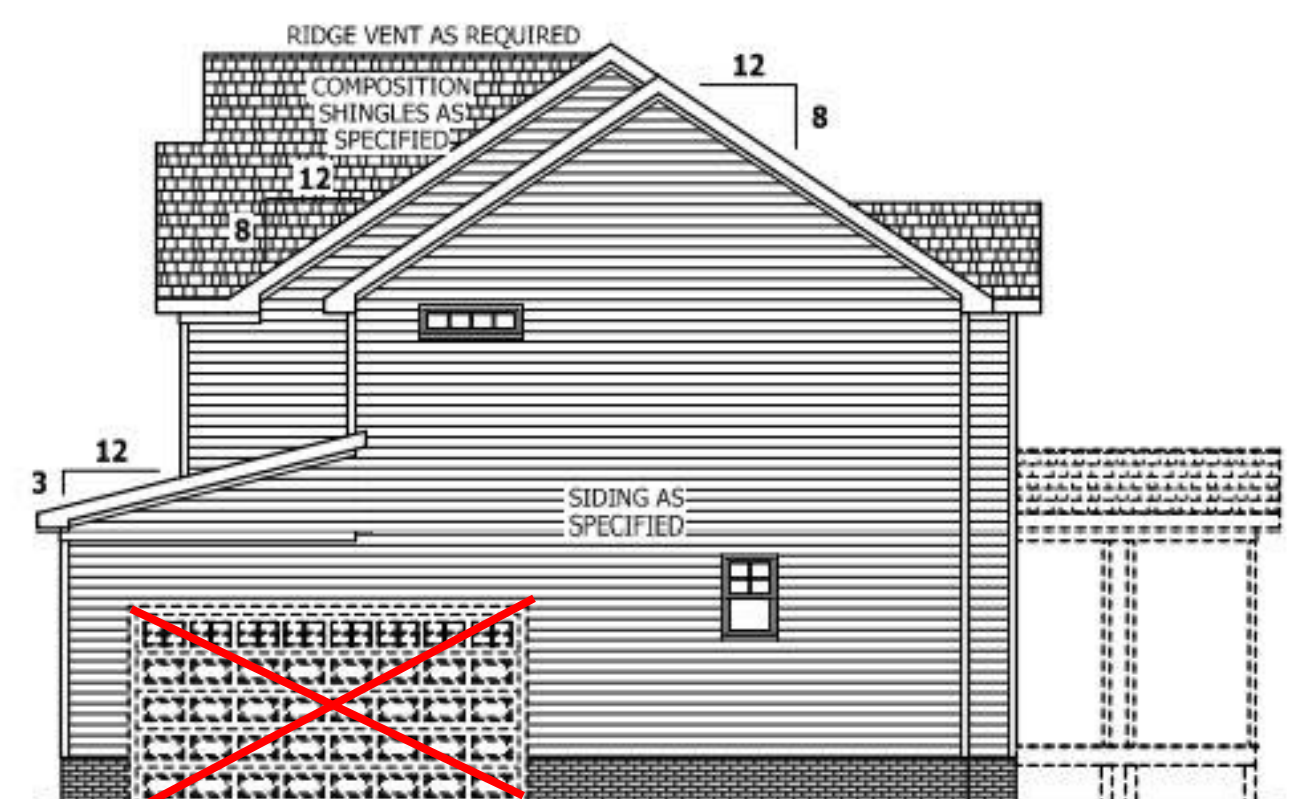 RIDGE VENT AS REQUIRED
COMPOSITION
SHINGLES AS
SPECIFIED
12
8
12
8
12
3
SIDING AS
SPECIFIED